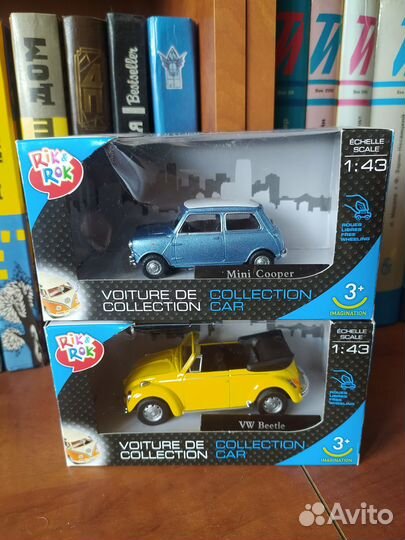 Bestseller
RIK & ROK
ÉCHELLE
SCALE
1:43
ROUES
LIBRES
FREE
WHEELING
Mini Cooper
VOITURE DE COLLECTION
COLLECTION CAR
3+
IMAGINATION
RIK & ROK
ÉCHELLE
SCALE
1:43
ROUES
LIBRES
FREE
WHEELING
VW Beetle
VOITURE DE COLLECTION
COLLECTION CAR
3+
IMAGINATION
Avito